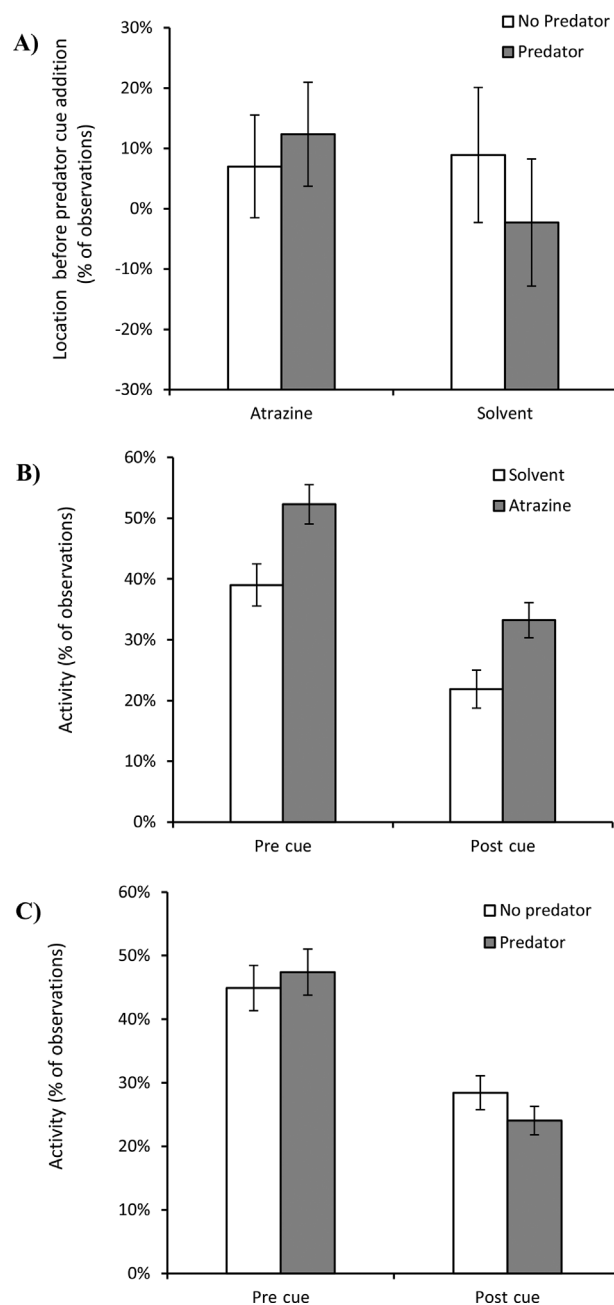 A)
Location before predator cue addition
(% of observations)
30%
20%
10%
0%
-10%
-20%
-30%
No Predator
Predator
Atrazine
Solvent
B)
Activity (% of observations)
60%
50%
40%
30%
20%
10%
0%
Solvent
Atrazine
Pre cue
Post cue
C)
Activity (% of observations)
60%
50%
40%
30%
20%
10%
0%
No predator
Predator
Pre cue
Post cue